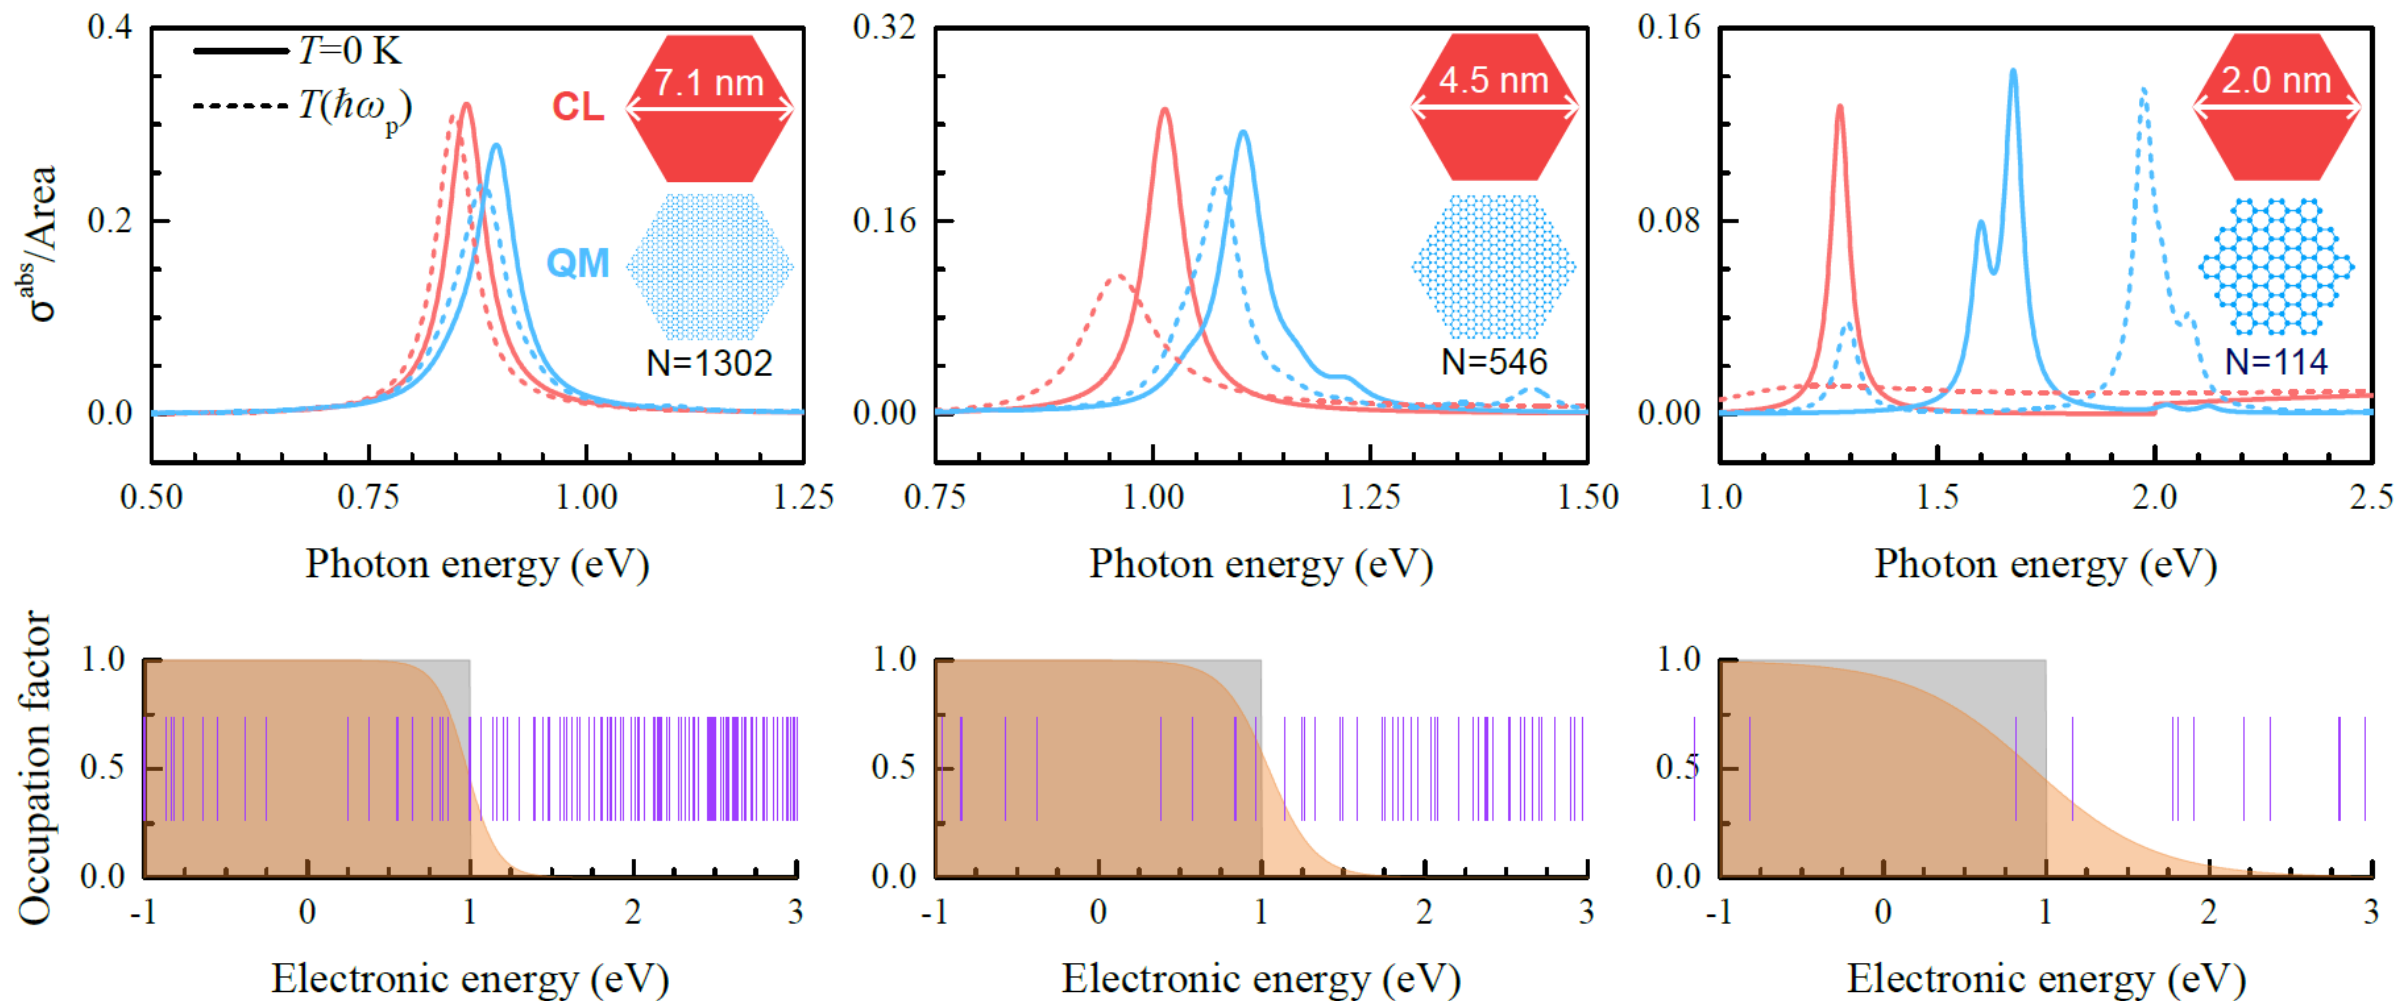 0.4
0.2
0.0
σ^abs/Area
T=0 K
T(ħω_p)
CL
7.1 nm
QM
N=1302
0.50 0.75 1.00 1.25
Photon energy (eV)
0.32
0.16
0.00
4.5 nm
N=546
0.75 1.00 1.25 1.50
Photon energy (eV)
0.16
0.08
0.00
2.0 nm
N=114
1.0 1.5 2.0 2.5
Photon energy (eV)
Occupation factor
1.0
0.5
0.0
-1 0 1 2 3
Electronic energy (eV)
1.0
0.5
0.0
-1 0 1 2 3
Electronic energy (eV)
1.0
0.5
0.0
-1 0 1 2 3
Electronic energy (eV)